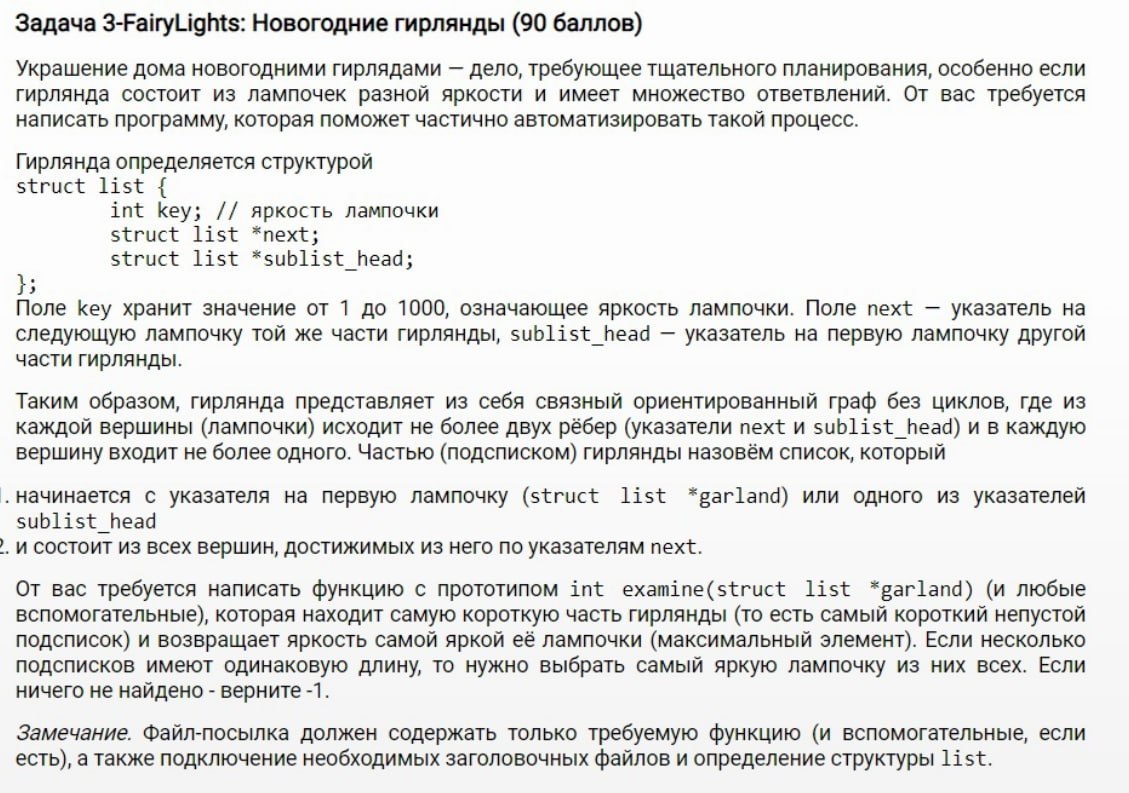 Задача 3-FairyLights: Новогодние гирлянды (90 баллов)
Украшение дома новогодними гирлядами — дело, требующее тщательного планирования, особенно если
гирлянда состоит из лампочек разной яркости и имеет множество ответвлений. От вас требуется
написать программу, которая поможет частично автоматизировать такой процесс.
Гирлянда определяется структурой
struct list {
int key; // яркость лампочки
struct list *next;
struct list *sublist_head;
};
Поле key хранит значение от 1 до 1000, означающее яркость лампочки. Поле next — указатель на
следующую лампочку той же части гирлянды, sublist_head — указатель на первую лампочку другой
части гирлянды.
Таким образом, гирлянда представляет из себя связный ориентированный граф без циклов, где из
каждой вершины (лампочки) исходит не более двух рёбер (указатели next и sublist_head) и в каждую
вершину входит не более одного. Частью (подсписком) гирлянды назовём список, который
1. начинается с указателя на первую лампочку (struct list *garland) или одного из указателей
sublist_head
2. и состоит из всех вершин, достижимых из него по указателям next.
От вас требуется написать функцию с прототипом int examine(struct list *garland) (и любые
вспомогательные), которая находит самую короткую часть гирлянды (то есть самый короткий непустой
подсписок) и возвращает яркость самой яркой её лампочки (максимальный элемент). Если несколько
подсписков имеют одинаковую длину, то нужно выбрать самый яркую лампочку из них всех. Если
ничего не найдено - верните -1.
Замечание. Файл-посылка должен содержать только требуемую функцию (и вспомогательные, если
есть), а также подключение необходимых заголовочных файлов и определение структуры list.